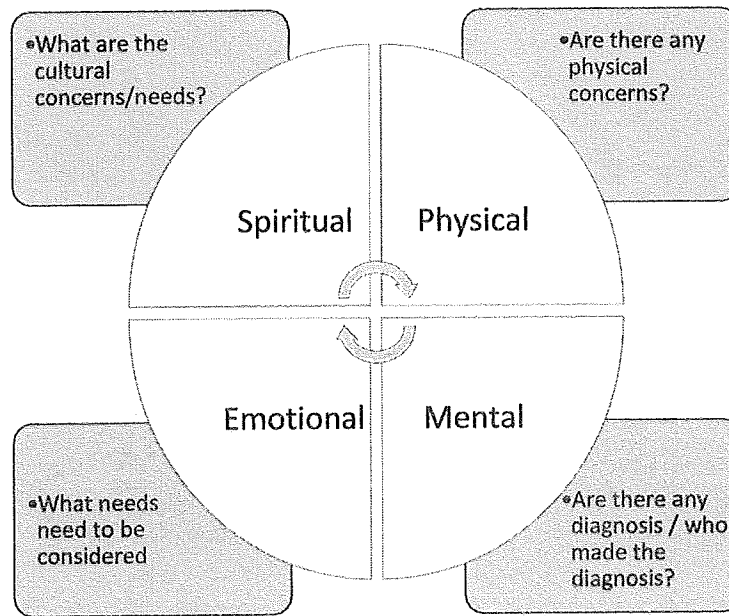 •What are the
cultural
concerns/needs?
•Are there any
physical
concerns?
Spiritual
Physical
Emotional
Mental
•What needs
need to be
considered
•Are there any
diagnosis / who
made the
diagnosis?